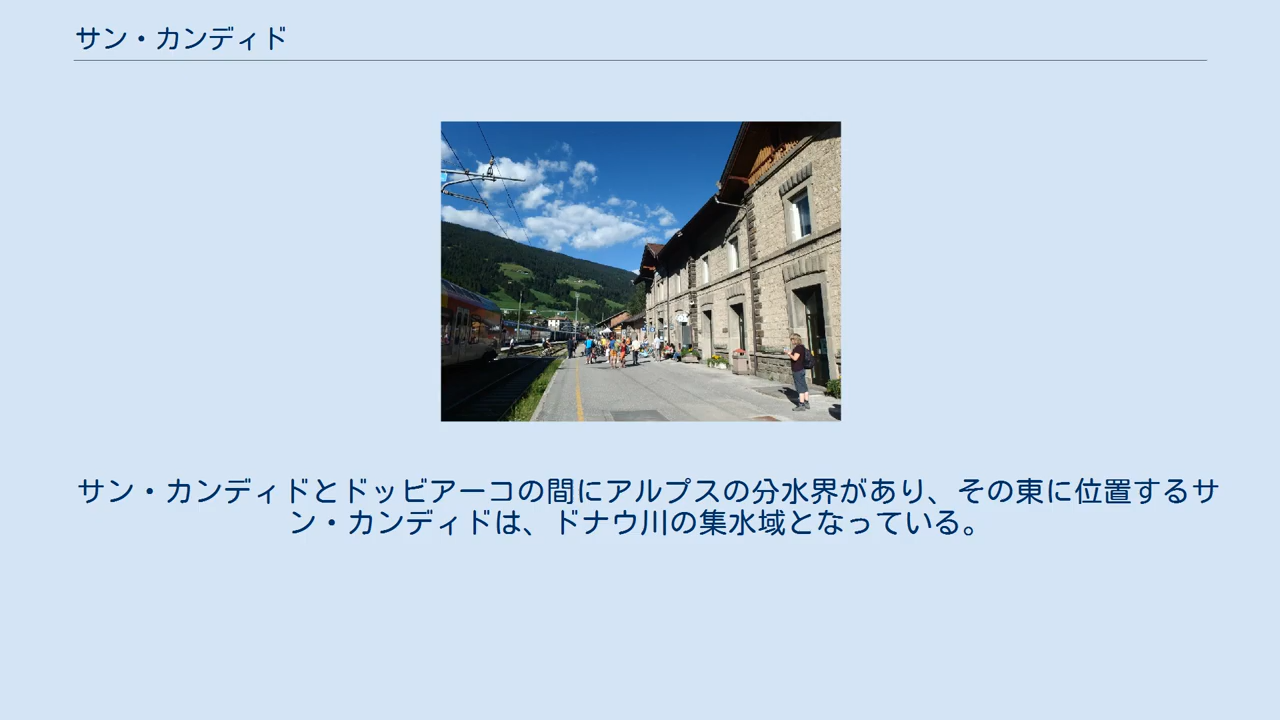 サン・カンディド
サン・カンディドとドッビアーコの間にアルプスの分水界があり、その東に位置するサ
ン・カンディドは、ドナウ川の集水域となっている。